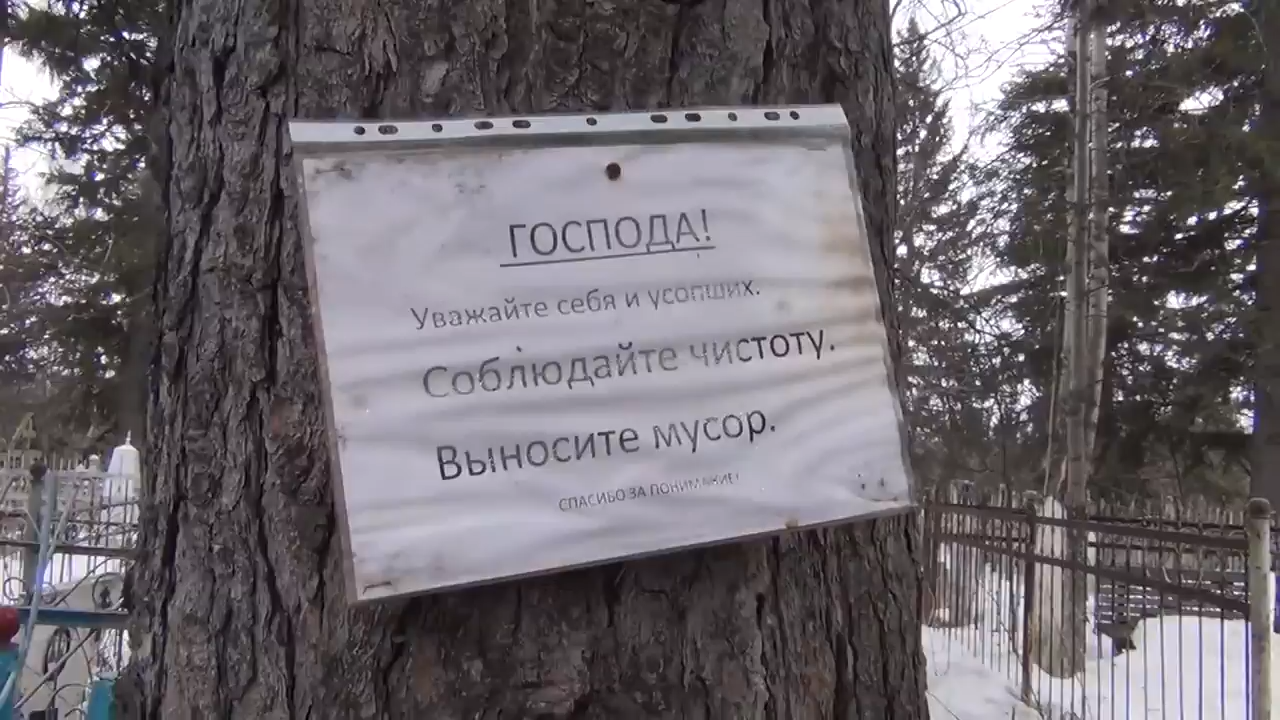 ГОСПОДА!
Уважайте себя и усопших.
Соблюдайте чистоту.
Выносите мусор.
СПАСИБО ЗА ПОНИМАНИЕ!